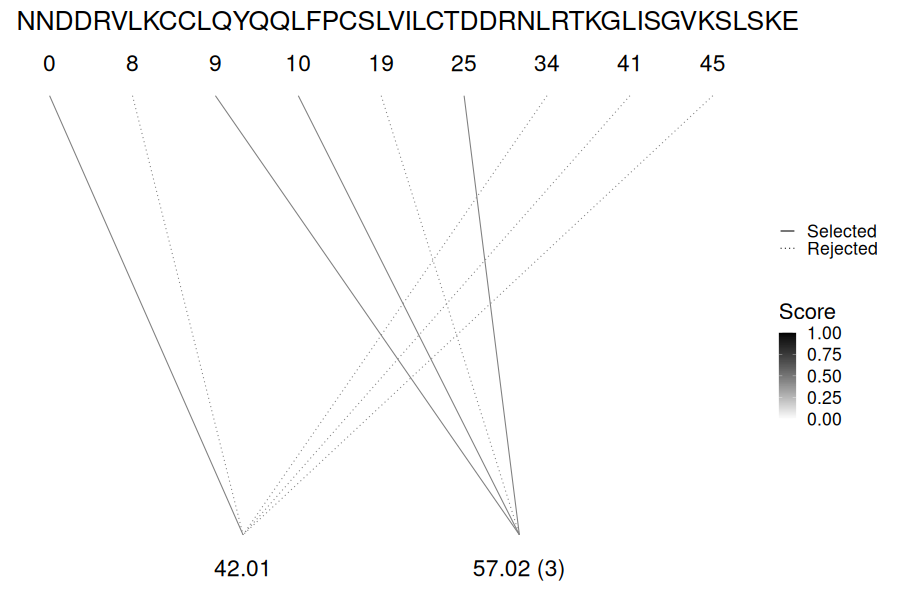 NNDDRVLKCCLQYQQLFPCSLVILCTDDRNLRTKGLISGVKSLSKE
0 8 9 10 19 25 34 41 45
Selected
Rejected
Score
1.00
0.75
0.50
0.25
0.00
42.01 57.02 (3)